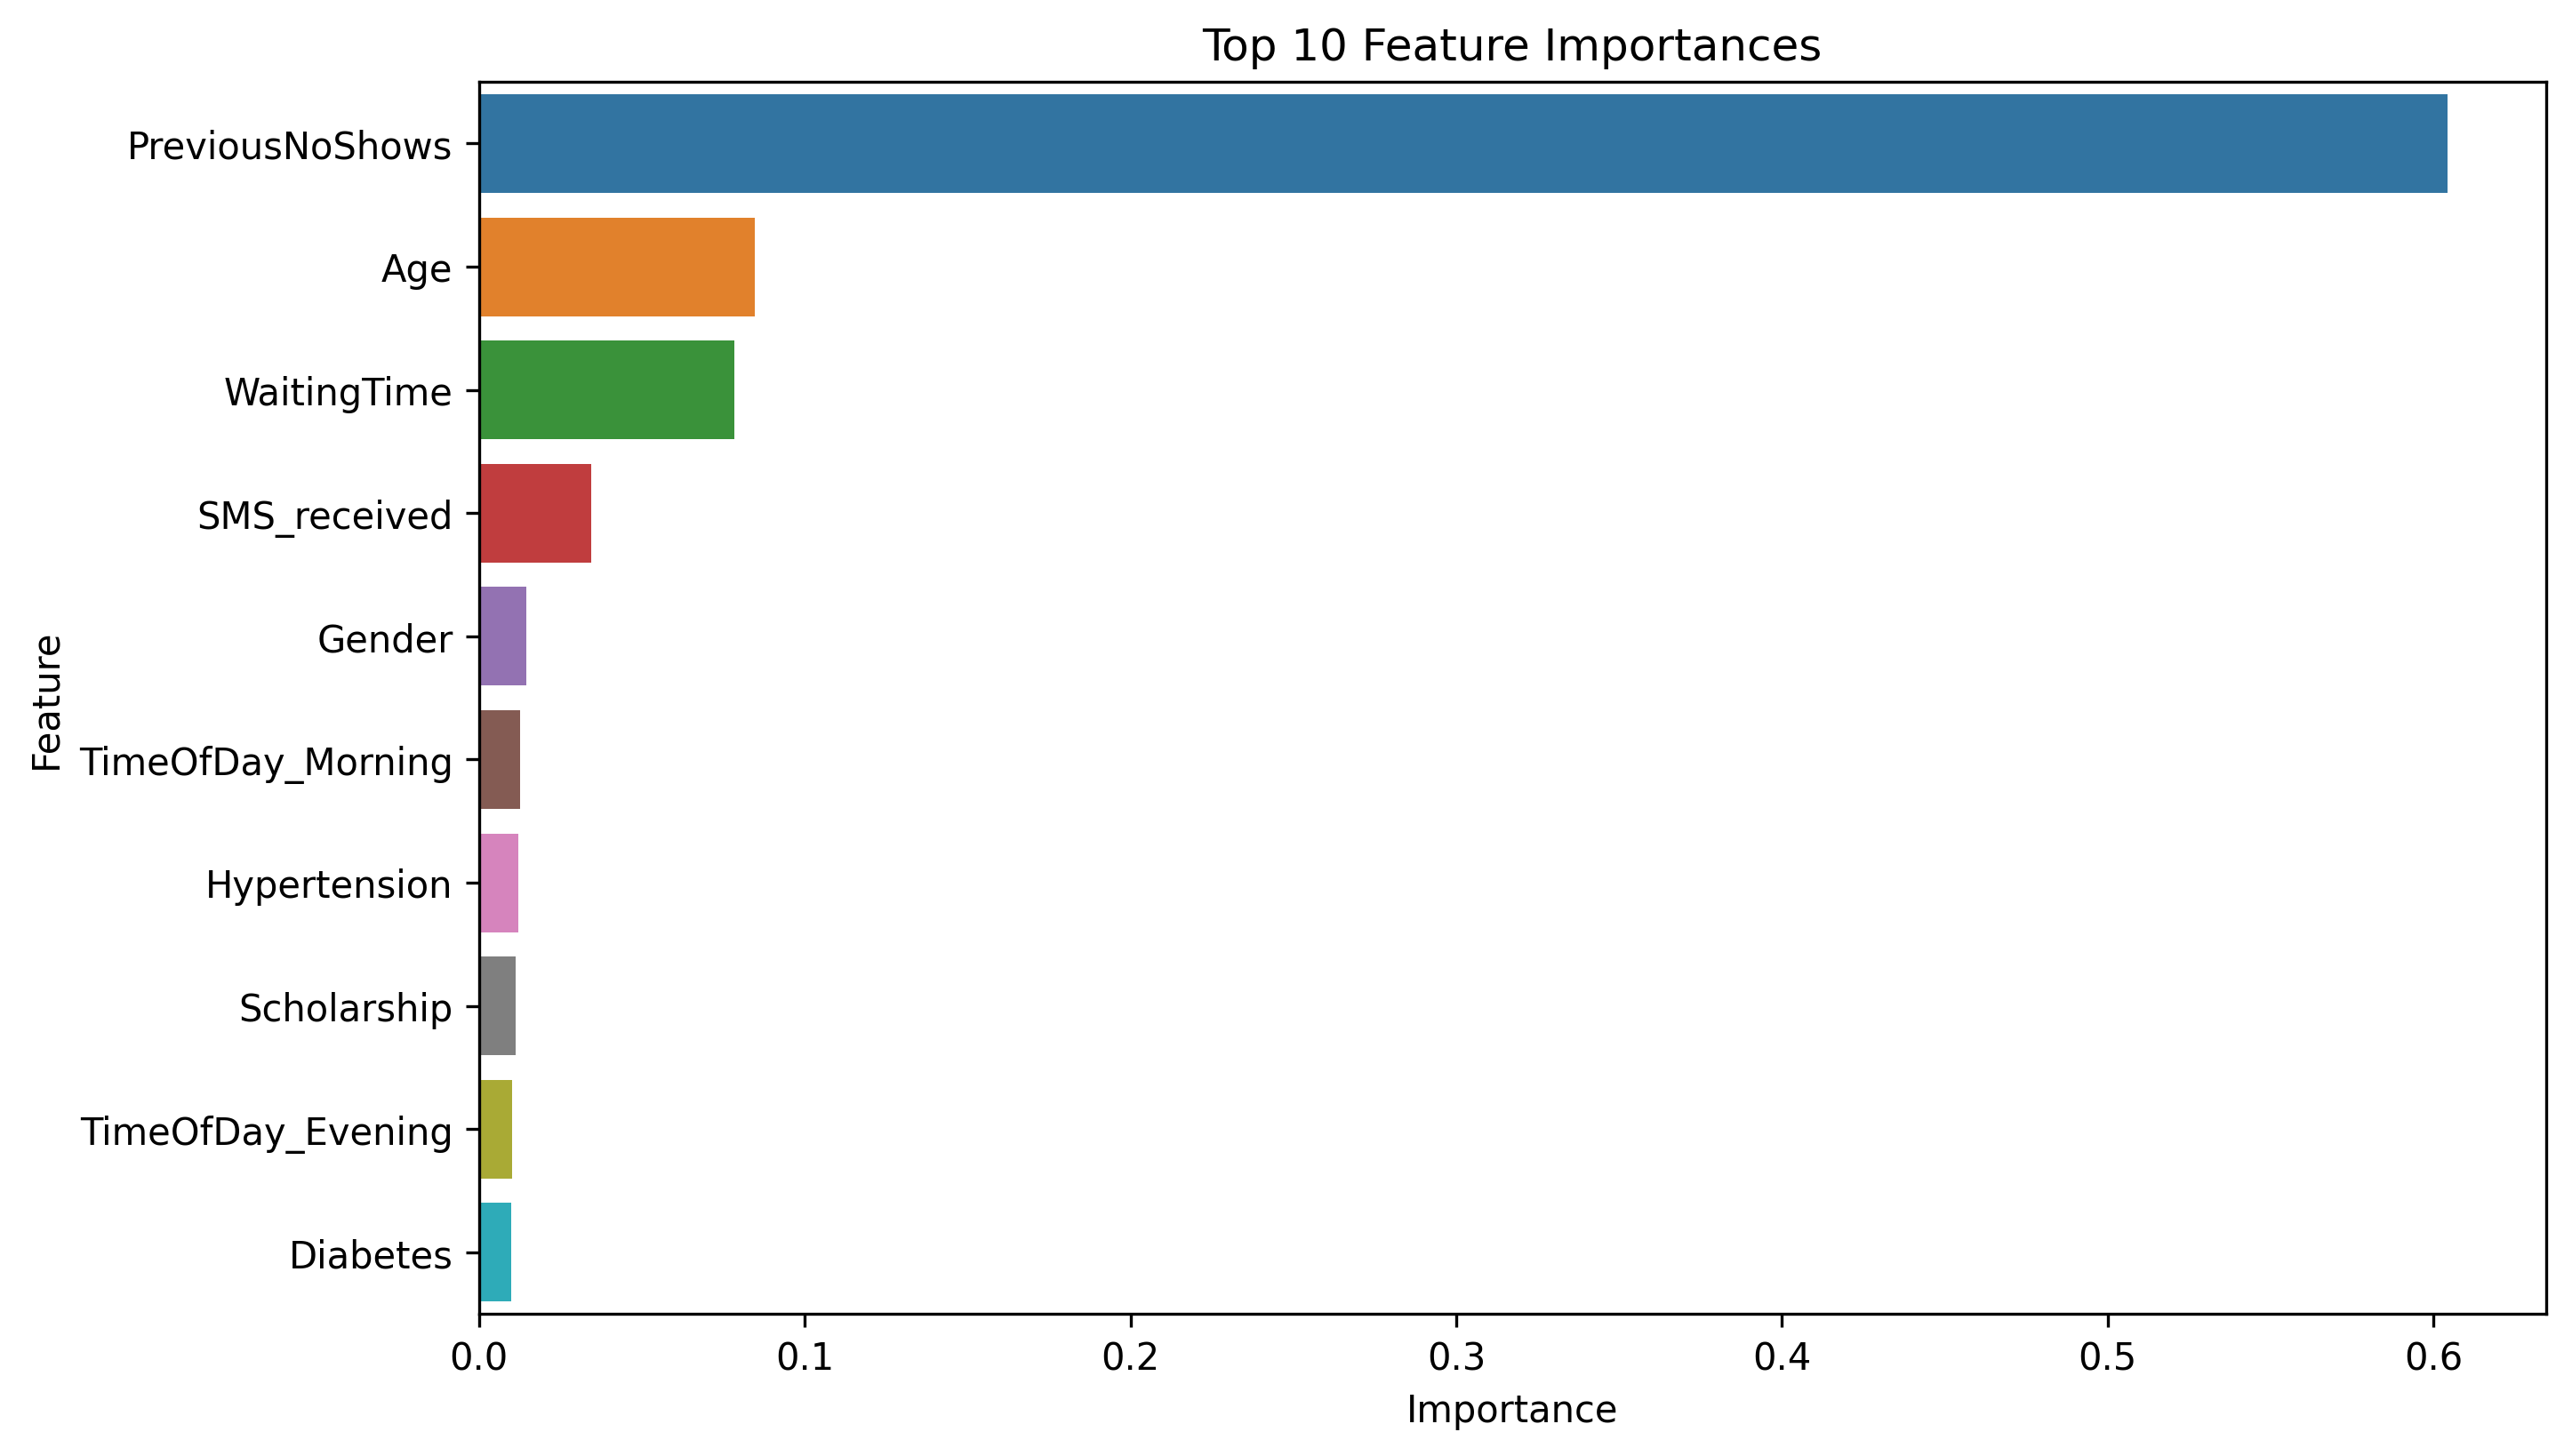 Top 10 Feature Importances
Feature
PreviousNoShows
Age
WaitingTime
SMS_received
Gender
TimeOfDay_Morning
Hypertension
Scholarship
TimeOfDay_Evening
Diabetes
0.0 0.1 0.2 0.3 0.4 0.5 0.6
Importance